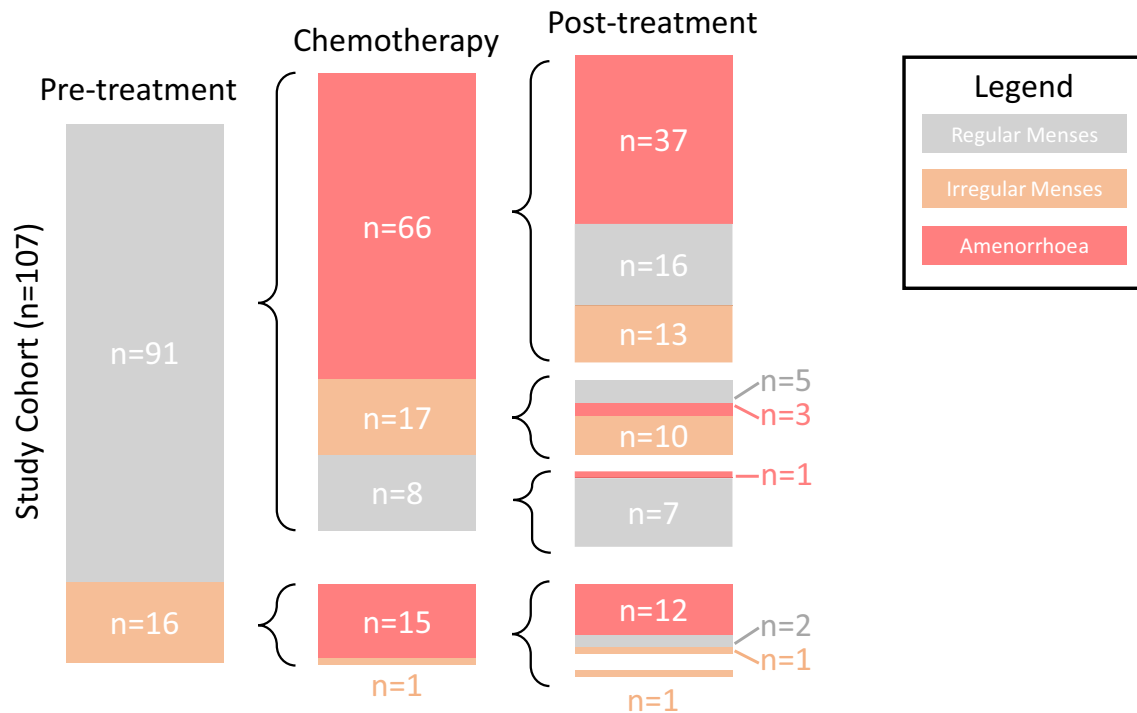 Pre-treatment
Chemotherapy
Post-treatment
Study Cohort (n=107)
n=91
n=16
n=66
n=17
n=8
n=15
n=1
n=37
n=16
n=13
n=5
n=3
n=10
n=1
n=7
n=12
n=2
n=1
n=1
Legend
Regular Menses
Irregular Menses
Amenorrhoea